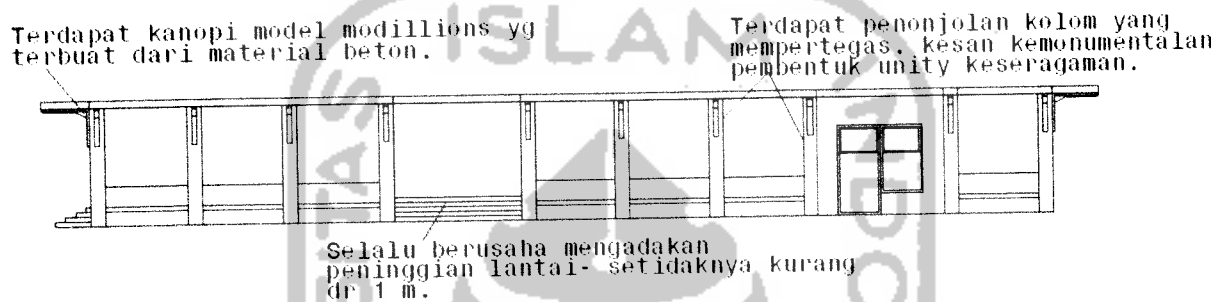 Terdapat kanopi model modillions yg
terbuat dari material beton.
Terdapat penonjolan kolom yang
mempertegas. kesan kemonumentalan
pembentuk unity keseragaman.
Selalu berusaha mengadakan
peninggian lantai- setidaknya kurang
dr 1 m.
ISLAM